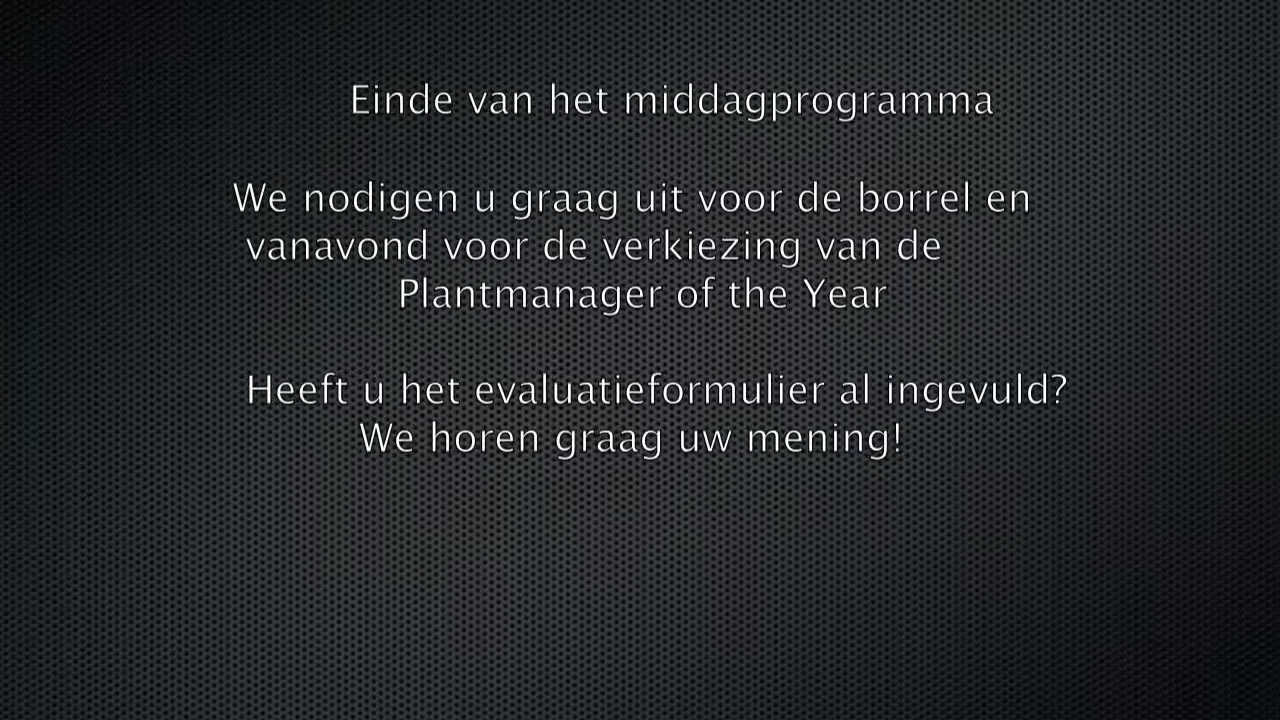 Einde van het middagprogramma
We nodigen u graag uit voor de borrel en
vanavond voor de verkiezing van de
Plantmanager of the Year
Heeft u het evaluatieformulier al ingevuld?
We horen graag uw mening!